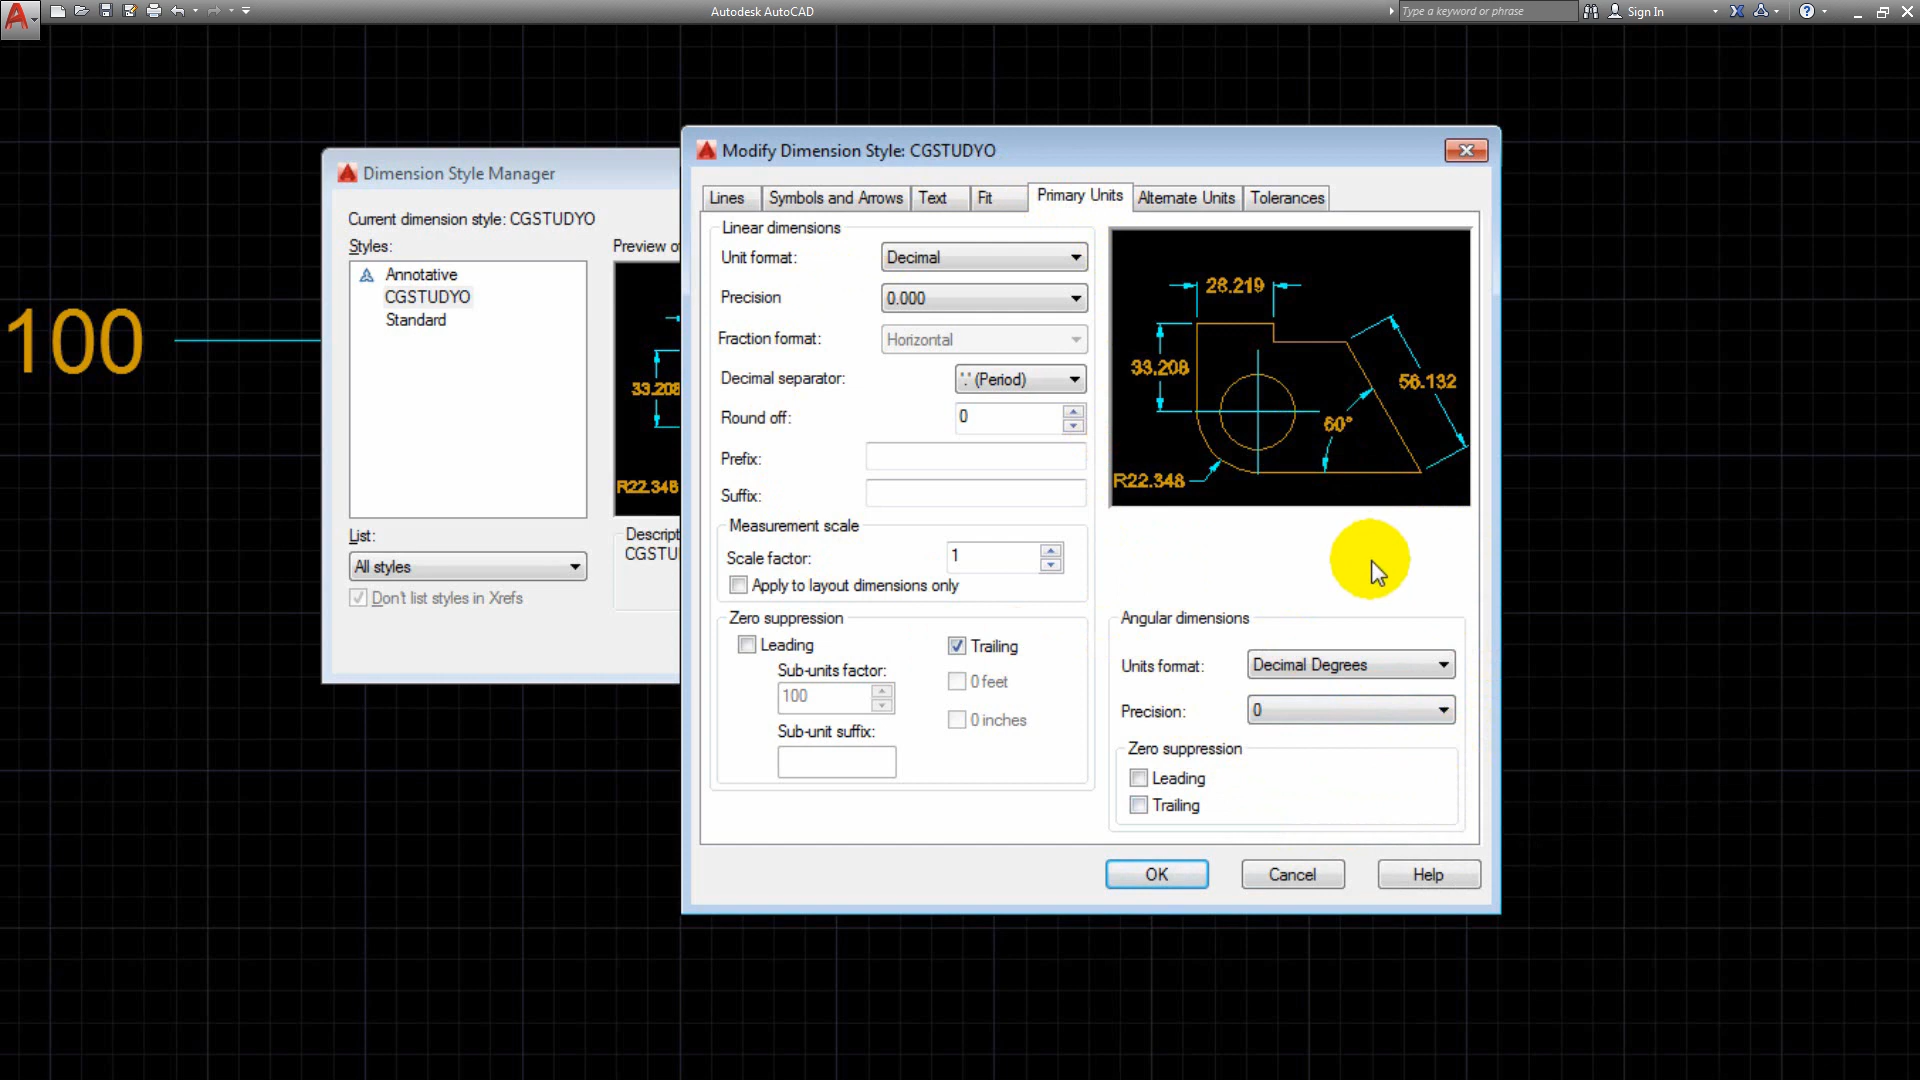 Autodesk AutoCAD
Type a keyword or phrase
Sign In
100
Dimension Style Manager
Current dimension style: CGSTUDYO
Styles:
Annotative
CGSTUDYO
Standard
List:
All styles
Don't list styles in Xrefs
Preview o
33.208
R22.348
Descript
CGSTU
Modify Dimension Style: CGSTUDYO
Lines
Symbols and Arrows
Text
Fit
Primary Units
Alternate Units
Tolerances
Linear dimensions
Unit format:
Decimal
Precision
0.000
Fraction format:
Horizontal
Decimal separator:
'.' (Period)
Round off:
0
Prefix:
Suffix:
Measurement scale
Scale factor:
1
Apply to layout dimensions only
Zero suppression
Leading
Trailing
Sub-units factor:
100
0 feet
0 inches
Sub-unit suffix:
28.219
33.208
56.132
60°
R22.348
Angular dimensions
Units format:
Decimal Degrees
Precision:
0
Zero suppression
Leading
Trailing
OK
Cancel
Help